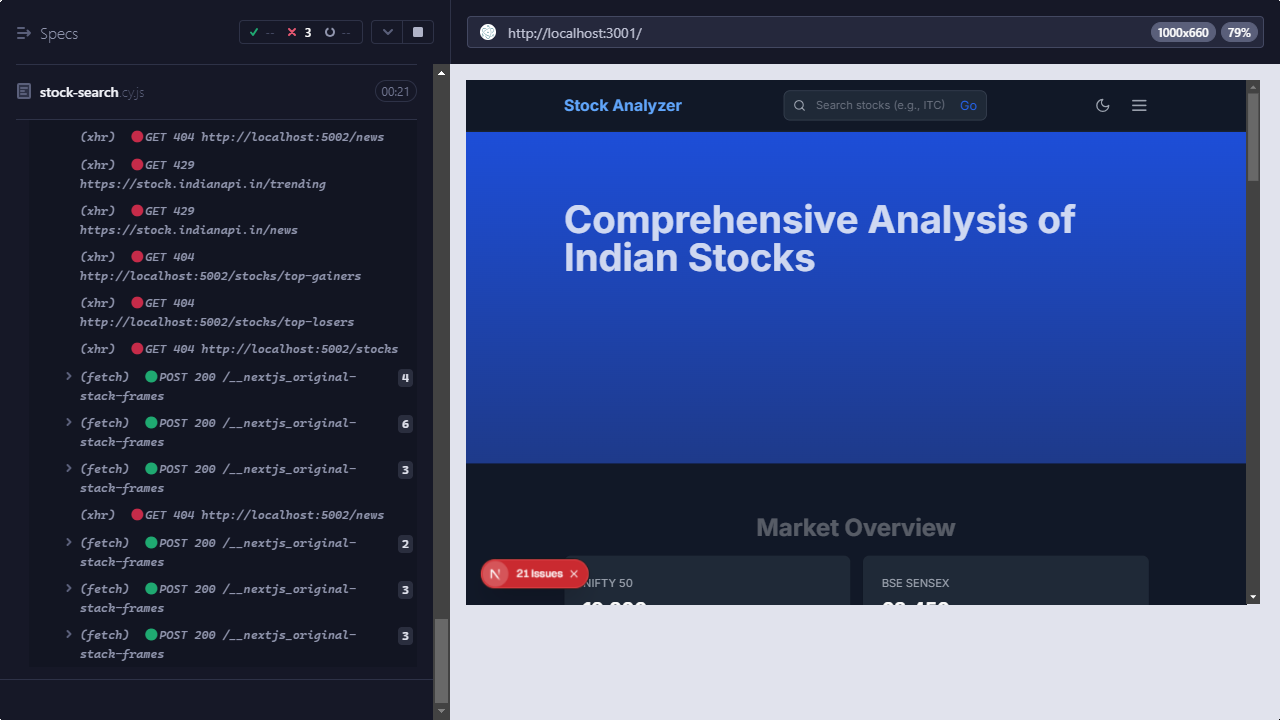 Specs
--
3
--
http://localhost:3001/
1000x660
79%
stock-search.cy.js
00:21
(xhr) GET 404 http://localhost:5002/news
(xhr) GET 429
https://stock.indianapi.in/trending
(xhr) GET 429
https://stock.indianapi.in/news
(xhr) GET 404
http://localhost:5002/stocks/top-gainers
(xhr) GET 404
http://localhost:5002/stocks/top-losers
(xhr) GET 404 http://localhost:5002/stocks
(fetch) POST 200 /__nextjs_original-
stack-frames
4
(fetch) POST 200 /__nextjs_original-
stack-frames
6
(fetch) POST 200 /__nextjs_original-
stack-frames
3
(xhr) GET 404 http://localhost:5002/news
(fetch) POST 200 /__nextjs_original-
stack-frames
2
(fetch) POST 200 /__nextjs_original-
stack-frames
3
(fetch) POST 200 /__nextjs_original-
stack-frames
3
Stock Analyzer
Search stocks (e.g., ITC)
Go
Comprehensive Analysis of
Indian Stocks
Market Overview
NIFTY 50
BSE SENSEX
N
21 Issues